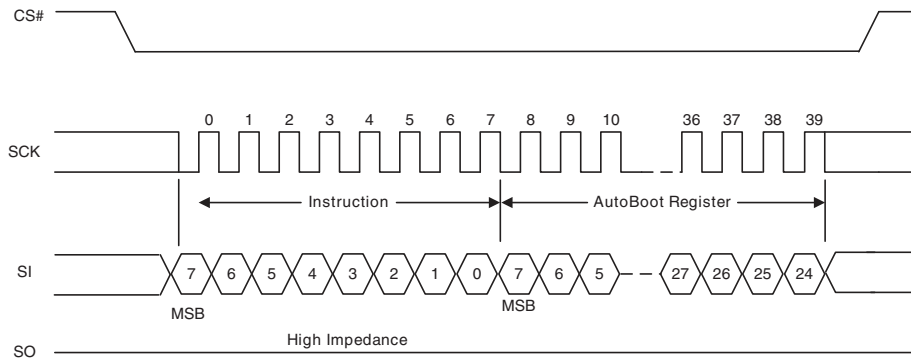 CS#
0 1 2 3 4 5 6 7 8 9 10 36 37 38 39
SCK
Instruction AutoBoot Register
SI 7 6 5 4 3 2 1 0 7 6 5 27 26 25 24
MSB MSB
High Impedance
SO